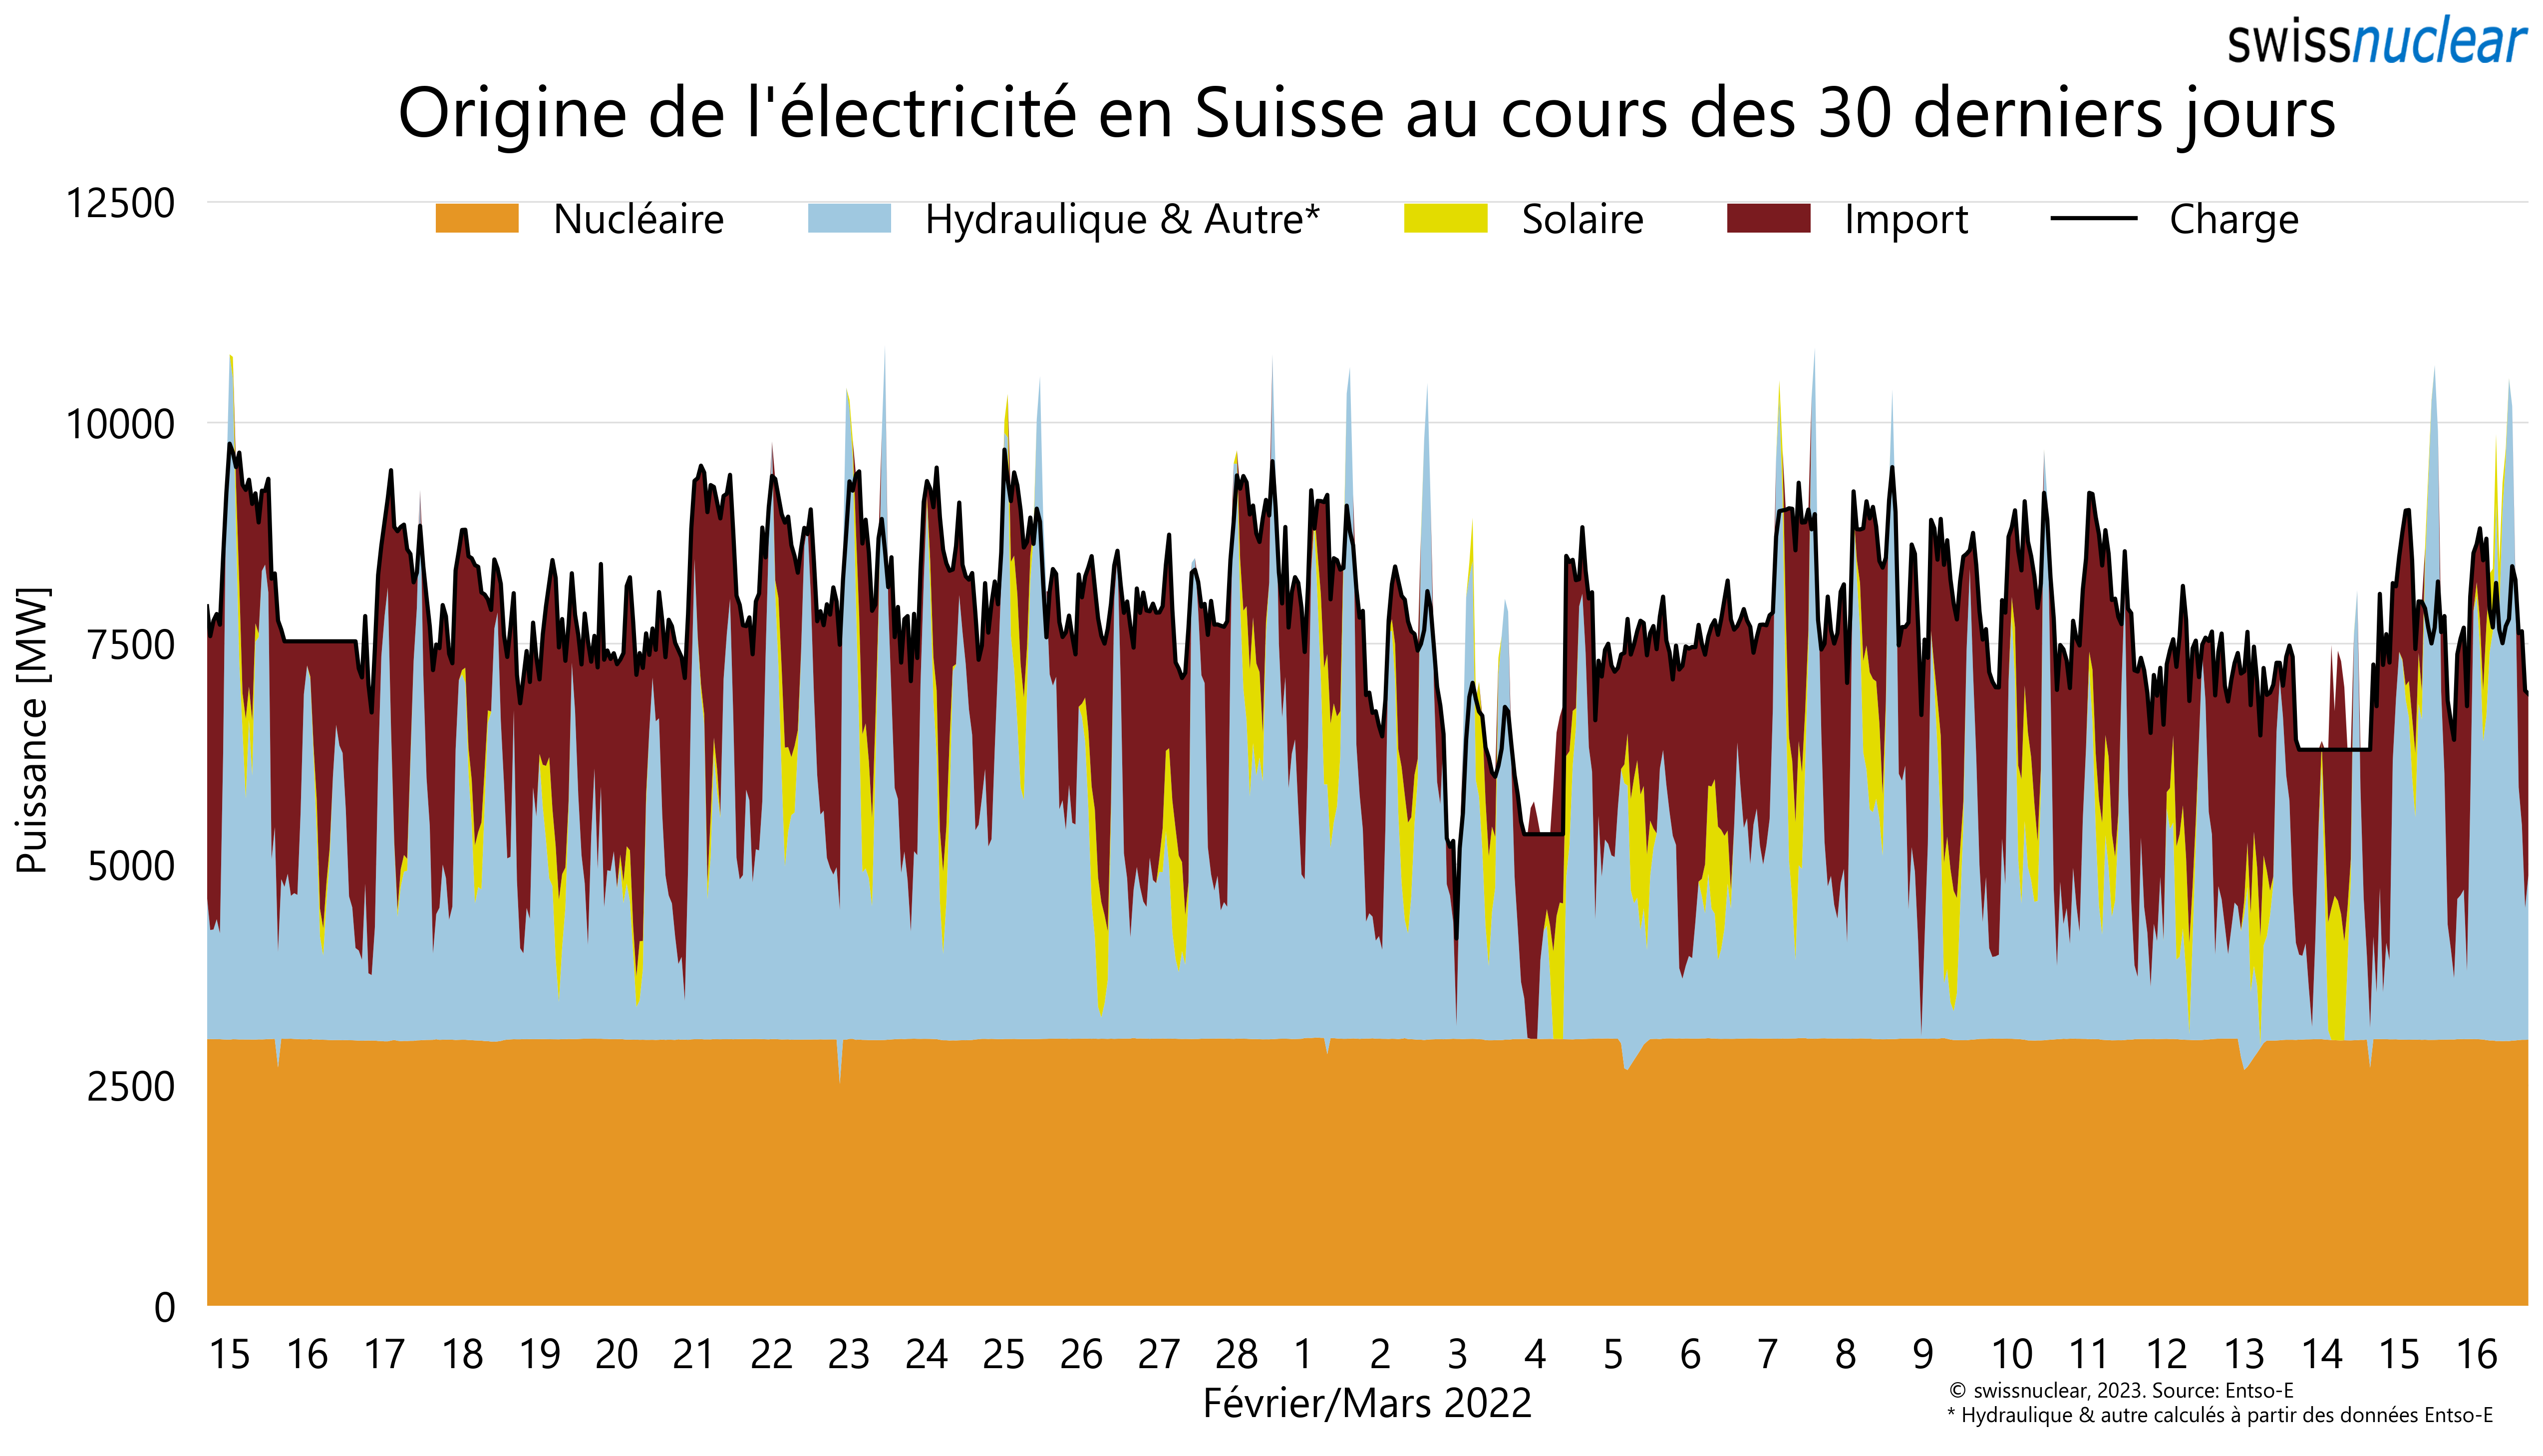 swissnuclear
Origine de l'électricité en Suisse au cours des 30 derniers jours
12500
Nucléaire Hydraulique & Autre* Solaire Import Charge
10000
7500
Puissance [MW]
5000
2500
0
15 16 17 18 19 20 21 22 23 24 25 26 27 28 1 2 3 4 5 6 7 8 9 10 11 12 13 14 15 16
Février/Mars 2022
© swissnuclear, 2023. Source: Entso-E
* Hydraulique & autre calculés à partir des données Entso-E